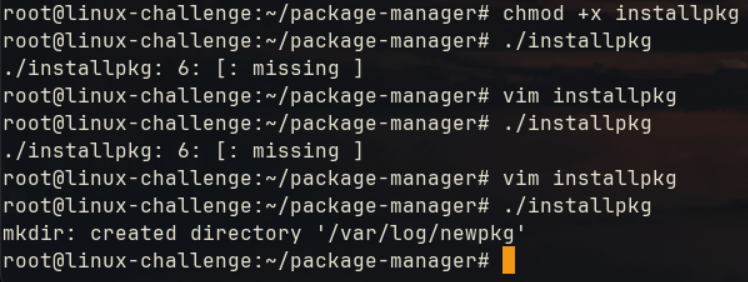 root@linux-challenge:~/package-manager# chmod +x installpkg
root@linux-challenge:~/package-manager# ./installpkg
./installpkg: 6: [: missing ]
root@linux-challenge:~/package-manager# vim installpkg
root@linux-challenge:~/package-manager# ./installpkg
./installpkg: 6: [: missing ]
root@linux-challenge:~/package-manager# vim installpkg
root@linux-challenge:~/package-manager# ./installpkg
mkdir: created directory '/var/log/newpkg'
root@linux-challenge:~/package-manager#